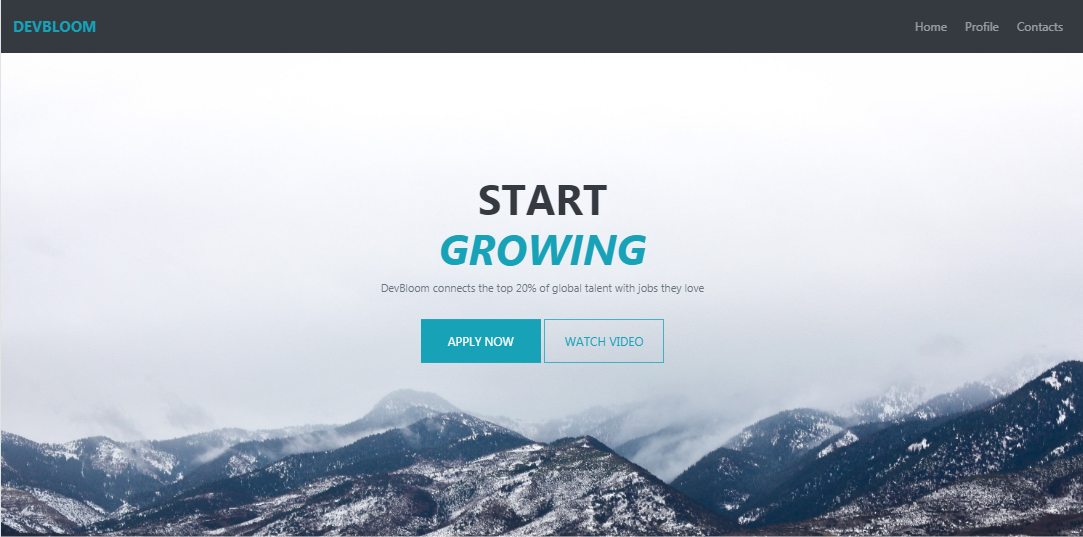 DEVBLOOM
Home Profile Contacts
START
GROWING
DevBloom connects the top 20% of global talent with jobs they love
APPLY NOW WATCH VIDEO